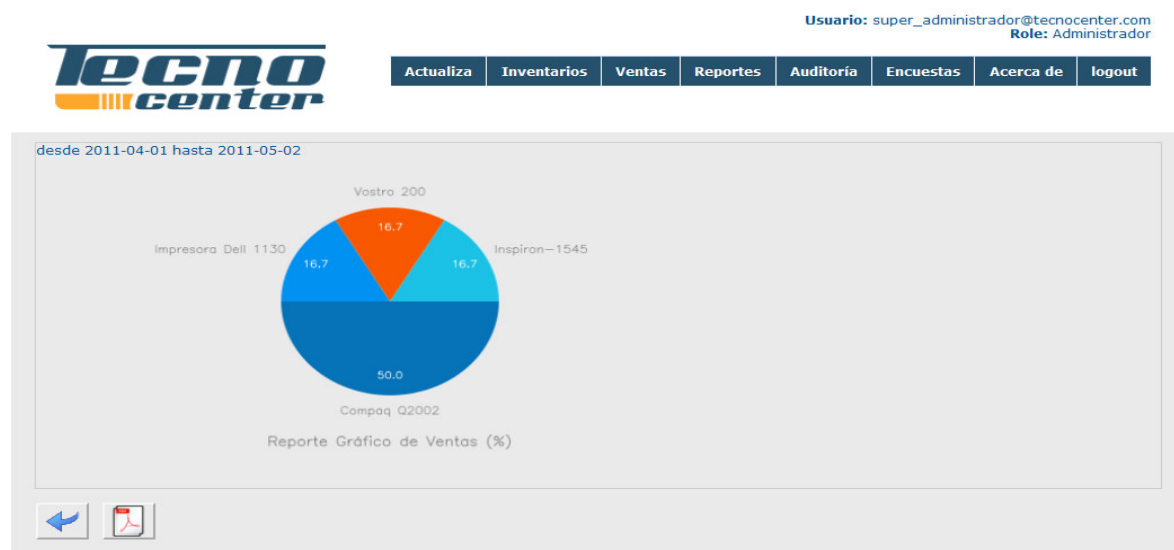 Usuario: super_administrador@tecnocenter.com
Role: Administrador
Tecno
center
Actualiza Inventarios Ventas Reportes Auditoría Encuestas Acerca de logout
desde 2011-04-01 hasta 2011-05-02
Vostro 200
16.7
Impresora Dell 1130
Inspiron-1545
16.7
16.7
50.0
Compaq Q2002
Reporte Gráfico de Ventas (%)